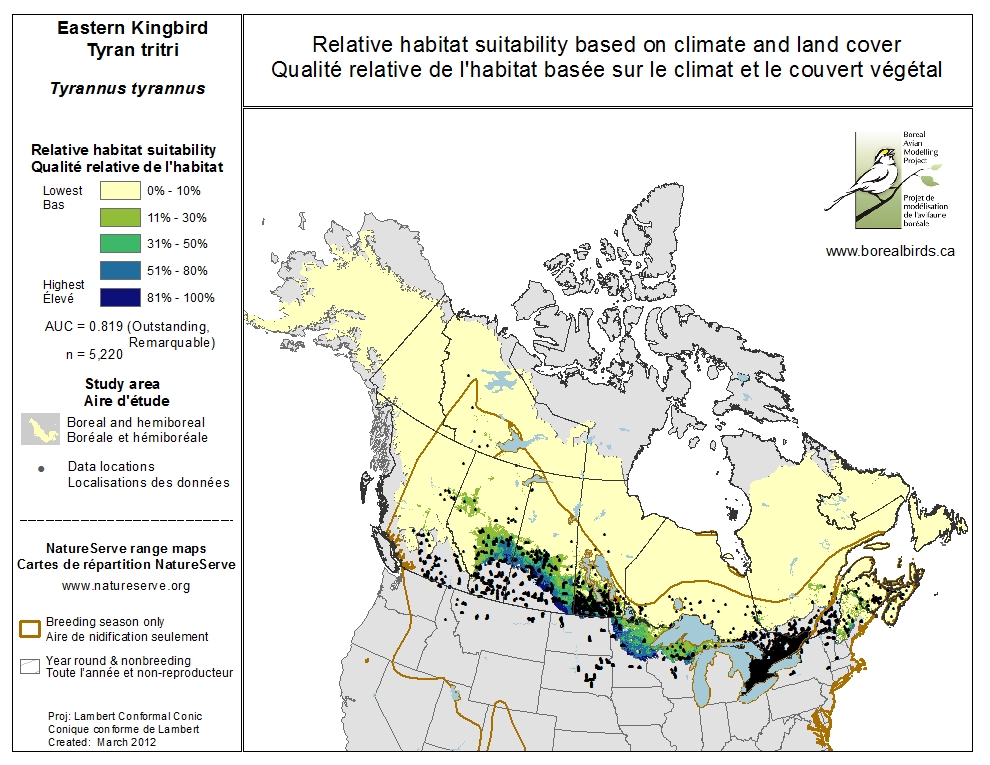 Eastern Kingbird
Tyran tritri
Tyrannus tyrannus
Relative habitat suitability
Qualité relative de l'habitat
Lowest
Bas
0% - 10%
11% - 30%
31% - 50%
51% - 80%
Highest
Élevé
81% - 100%
AUC = 0.819 (Outstanding,
Remarquable)
n = 5,220
Study area
Aire d'étude
Boreal and hemiboreal
Boréale et hémiboréale
Data locations
Localisations des données
NatureServe range maps
Cartes de répartition NatureServe
www.natureserve.org
Breeding season only
Aire de nidification seulement
Year round & nonbreeding
Toute l'année et non-reproducteur
Proj: Lambert Conformal Conic
Conique conforme de Lambert
Created: March 2012
Relative habitat suitability based on climate and land cover
Qualité relative de l'habitat basée sur le climat et le couvert végétal
Boreal
Avian
Modelling
Project
Projet de
modélisation
de l'avifaune
boréale
www.borealbirds.ca